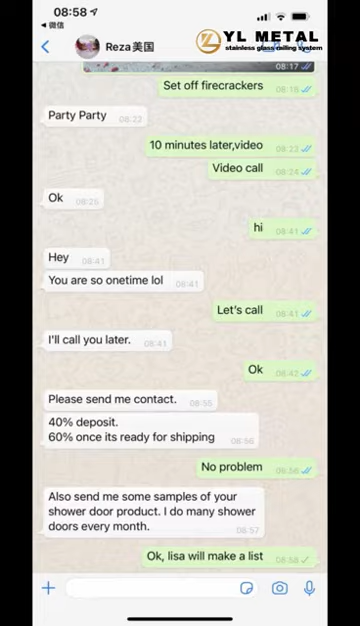 08:58
微信
Reza美国
YL METAL
stainless glass railing system
08:17
Set off firecrackers 08:18
Party Party 08:23
10 minutes later,video 08:23
Video call 08:24
Ok 08:26
hi 08:41
Hey 08:41
You are so onetime lol 08:41
Let's call 08:41
I'll call you later. 08:41
Ok 08:42
Please send me contact. 08:55
40% deposit.
60% once its ready for shipping 08:56
No problem 08:56
Also send me some samples of your
shower door product. I do many shower
doors every month. 08:57
Ok, lisa will make a list 08:58